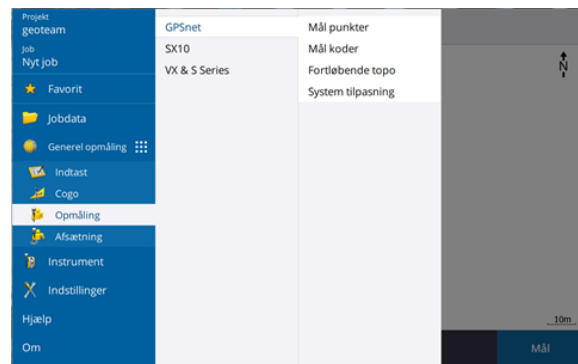 Projekt
geoteam
Job
Nyt job
Favorit
Jobdata
Generel opmåling
Indtast
Cogo
Opmåling
Afsætning
Instrument
Indstillinger
Hjælp
Om
GPSnet
SX10
VX & S Series
Mål punkter
Mål koder
Fortløbende topo
System tilpasning
N
10m
Mål